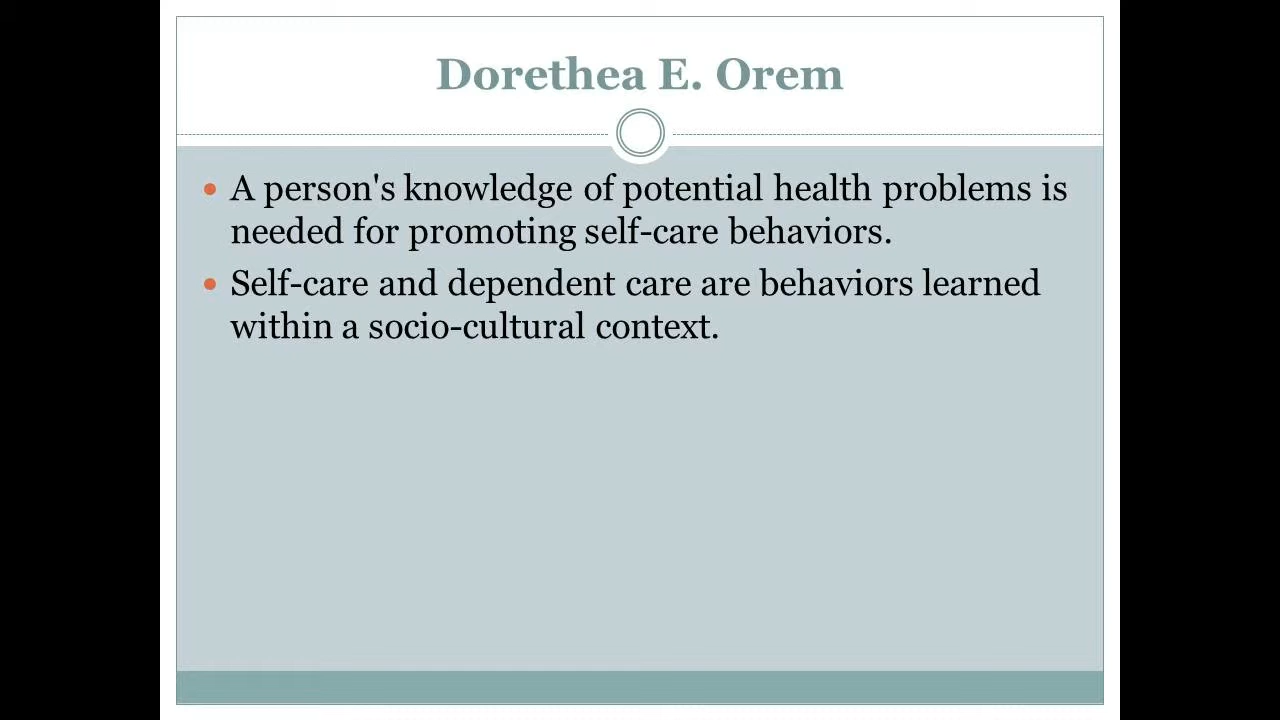 Dorethea E. Orem
• A person's knowledge of potential health problems is
needed for promoting self-care behaviors.
• Self-care and dependent care are behaviors learned
within a socio-cultural context.